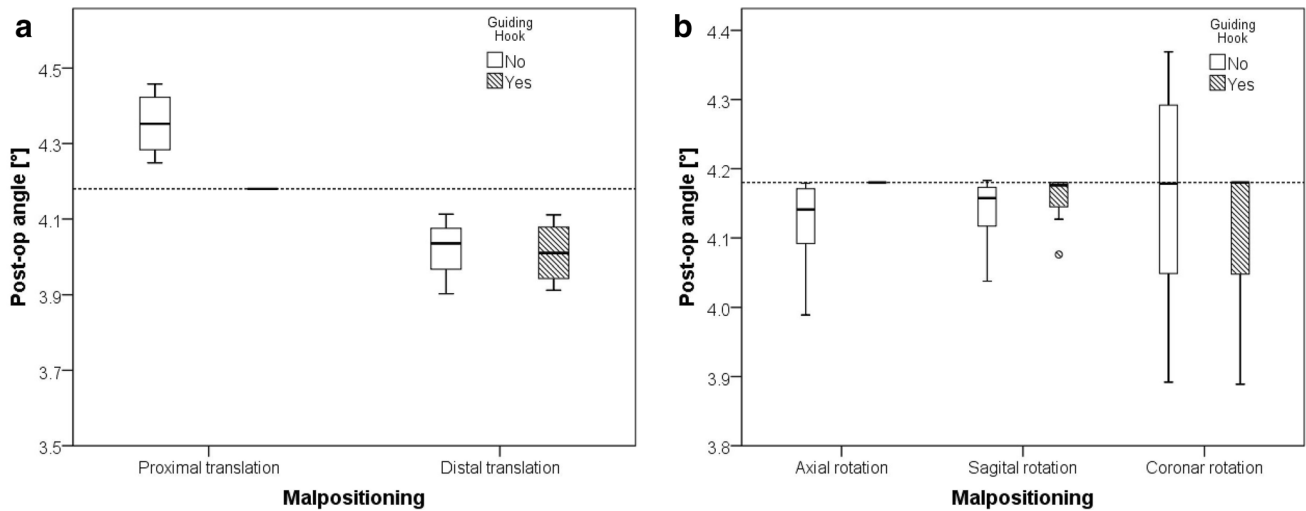 a
Guiding
Hook
No
Yes
Post-op angle [°]
4.5
4.3
4.1
3.9
3.7
3.5
Proximal translation
Distal translation
Malpositioning
b
Guiding
Hook
No
Yes
Post-op angle [°]
4.4
4.3
4.2
4.1
4.0
3.9
3.8
Axial rotation
Sagital rotation
Coronar rotation
Malpositioning